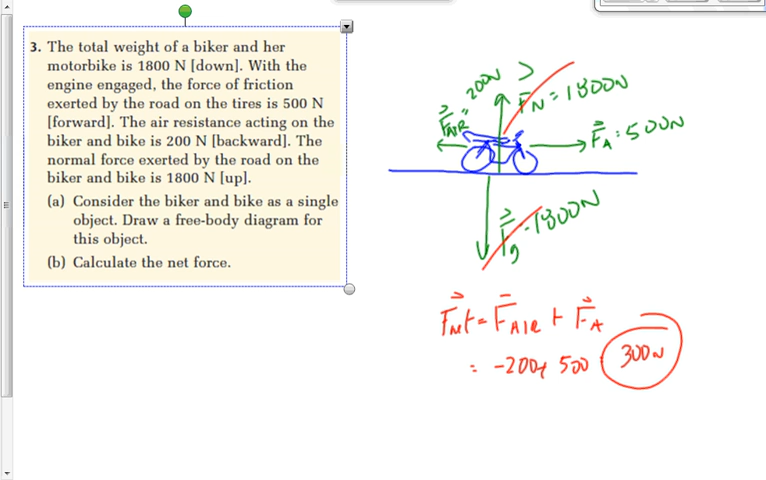 3. The total weight of a biker and her
motorbike is 1800 N [down]. With the
engine engaged, the force of friction
exerted by the road on the tires is 500 N
[forward]. The air resistance acting on the
biker and bike is 200 N [backward]. The
normal force exerted by the road on the
biker and bike is 1800 N [up].
(a) Consider the biker and bike as a single
object. Draw a free-body diagram for
this object.
(b) Calculate the net force.
F AIR = 200N
F N = 1800N
F A : 500N
F g = 1800N
F net = F AIR + F A
= -200 + 500 300N